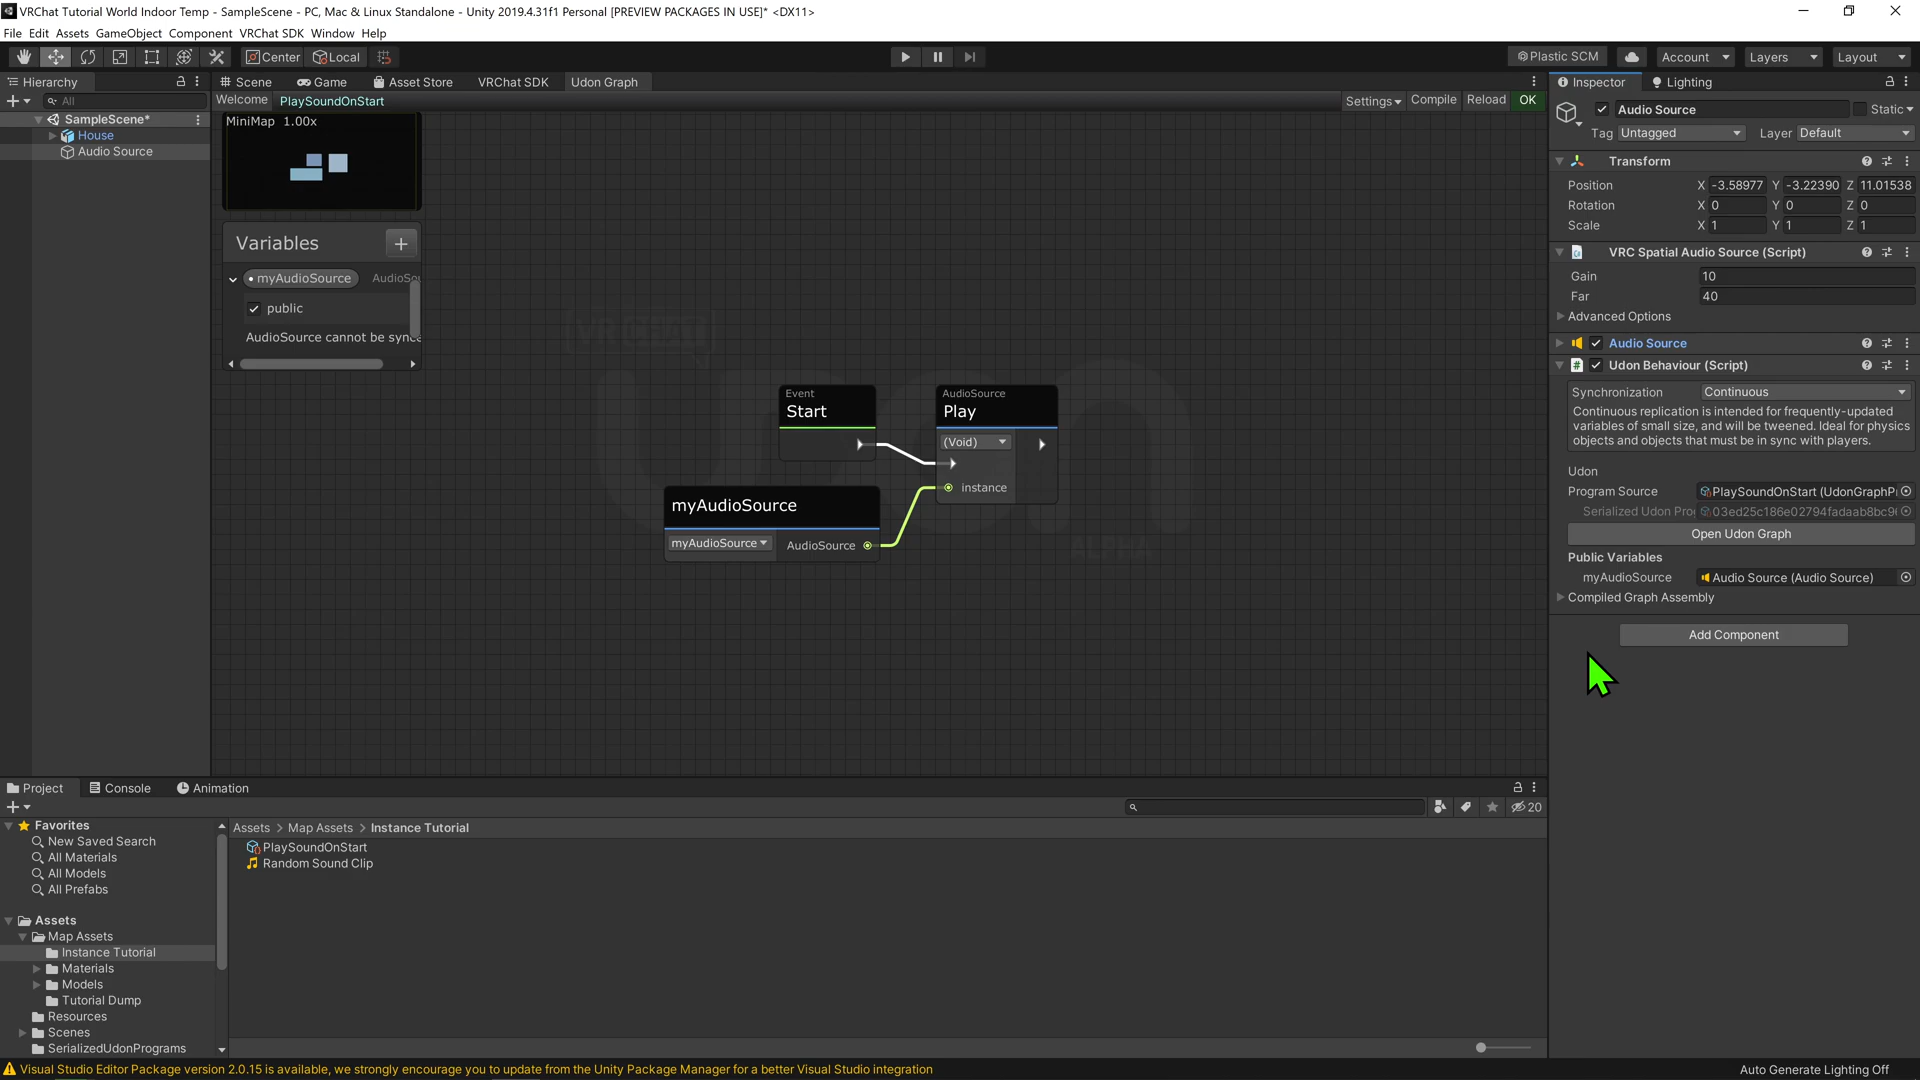 VRChat Tutorial World Indoor Temp - SampleScene - PC, Mac & Linux Standalone - Unity 2019.4.31f1 Personal [PREVIEW PACKAGES IN USE]* <DX11>
File Edit Assets GameObject Component VRChat SDK Window Help
Center Local Plastic SCM Account Layers Layout
Hierarchy Scene Game Asset Store VRChat SDK Udon Graph Inspector Lighting
All
Welcome PlaySoundOnStart Settings Compile Reload OK
SampleScene*
House
Audio Source
MiniMap 1.00x
Variables
myAudioSource AudioSou
public
AudioSource cannot be synce
VRChat
UDON
ALPHA
Event
Start
AudioSource
Play
(Void)
instance
myAudioSource
myAudioSource AudioSource
Audio Source Static
Tag Untagged Layer Default
Transform
Position X -3.58977 Y -3.22390 Z 11.01538
Rotation X 0 Y 0 Z 0
Scale X 1 Y 1 Z 1
VRC Spatial Audio Source (Script)
Gain 10
Far 40
Advanced Options
Audio Source
Udon Behaviour (Script)
Synchronization Continuous
Continuous replication is intended for frequently-updated
variables of small size, and will be tweened. Ideal for physics
objects and objects that must be in sync with players.
Udon
Program Source PlaySoundOnStart (UdonGraphP
Serialized Udon Pro 03ed25c186e02794fadaab8bc9
Open Udon Graph
Public Variables
myAudioSource Audio Source (Audio Source)
Compiled Graph Assembly
Add Component
Project Console Animation
20
Favorites
New Saved Search
All Materials
All Models
All Prefabs
Assets
Map Assets
Instance Tutorial
Materials
Models
Tutorial Dump
Resources
Scenes
SerializedUdonPrograms
Assets > Map Assets > Instance Tutorial
PlaySoundOnStart
Random Sound Clip
Visual Studio Editor Package version 2.0.15 is available, we strongly encourage you to update from the Unity Package Manager for a better Visual Studio integration
Auto Generate Lighting Off